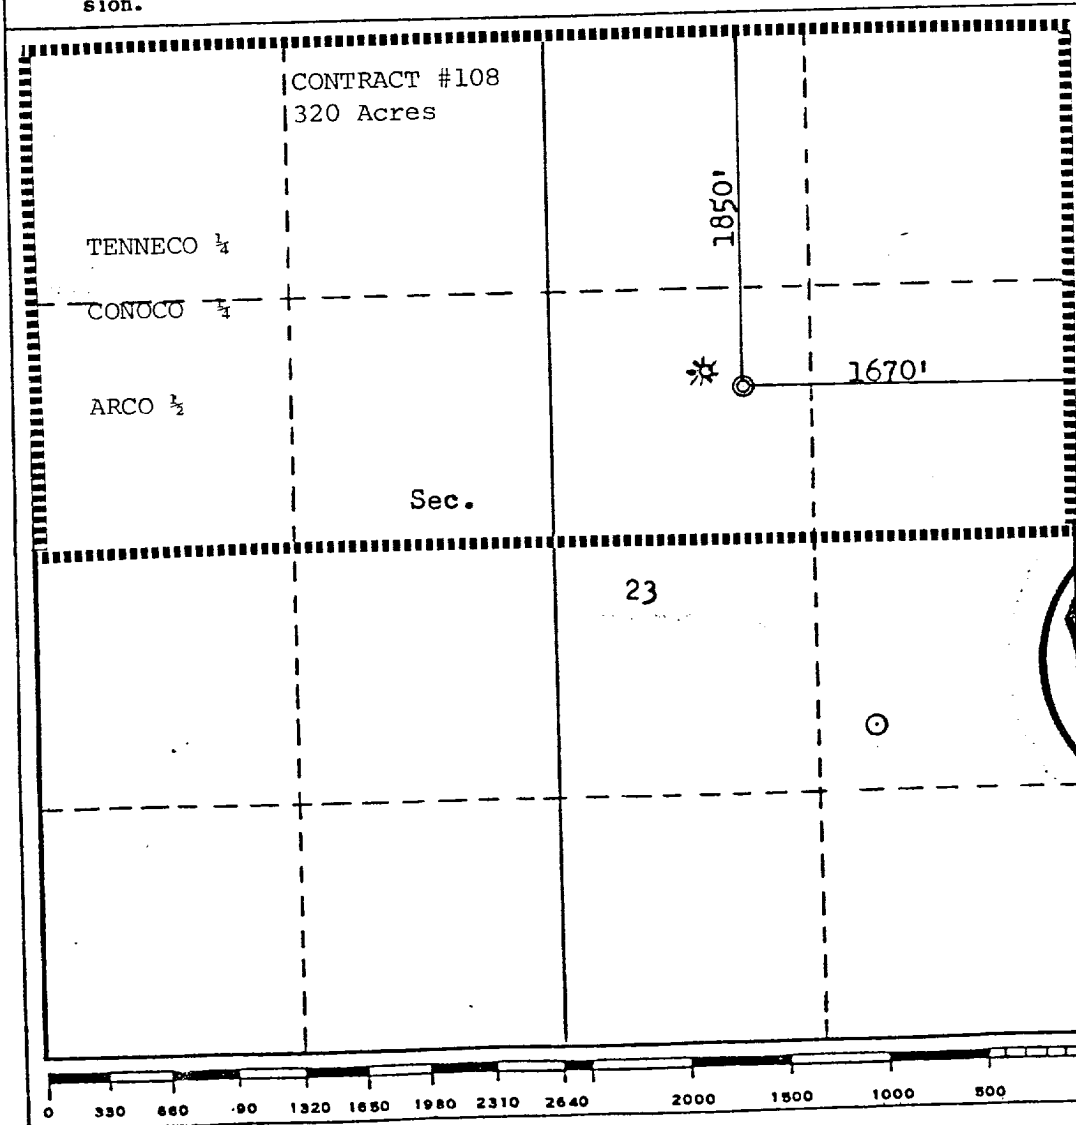 sion.
CONTRACT #108
320 Acres
1850'
TENNECO ¼
CONOCO ¼
1670'
ARCO ½
Sec.
23
0 330 660 .90 1320 1650 1980 2310 2640 2000 1500 1000 500